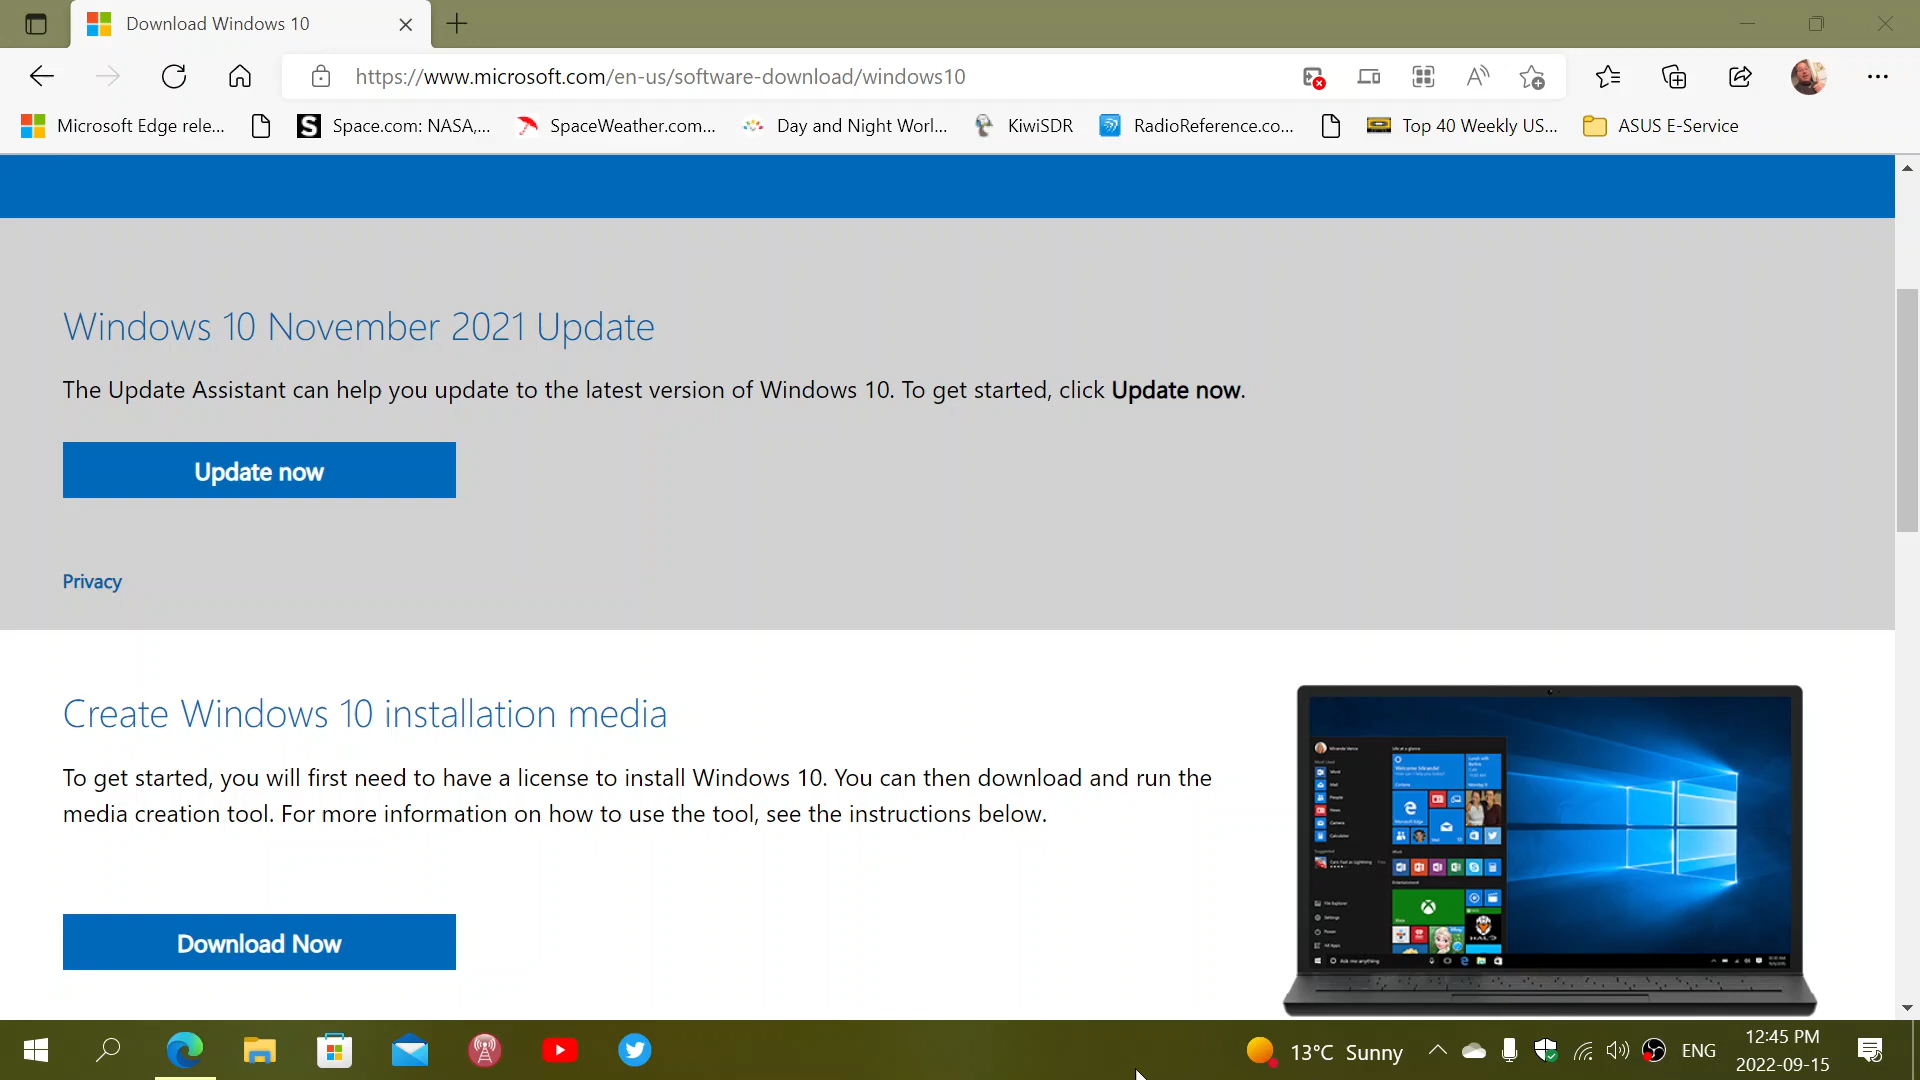 Download Windows 10
https://www.microsoft.com/en-us/software-download/windows10
Microsoft Edge rele...
Space.com: NASA,...
SpaceWeather.com...
Day and Night Worl...
KiwiSDR
RadioReference.co...
Top 40 Weekly US...
ASUS E-Service
Windows 10 November 2021 Update
The Update Assistant can help you update to the latest version of Windows 10. To get started, click Update now.
Update now
Privacy
Create Windows 10 installation media
To get started, you will first need to have a license to install Windows 10. You can then download and run the
media creation tool. For more information on how to use the tool, see the instructions below.
Download Now
13°C Sunny
ENG
12:45 PM
2022-09-15